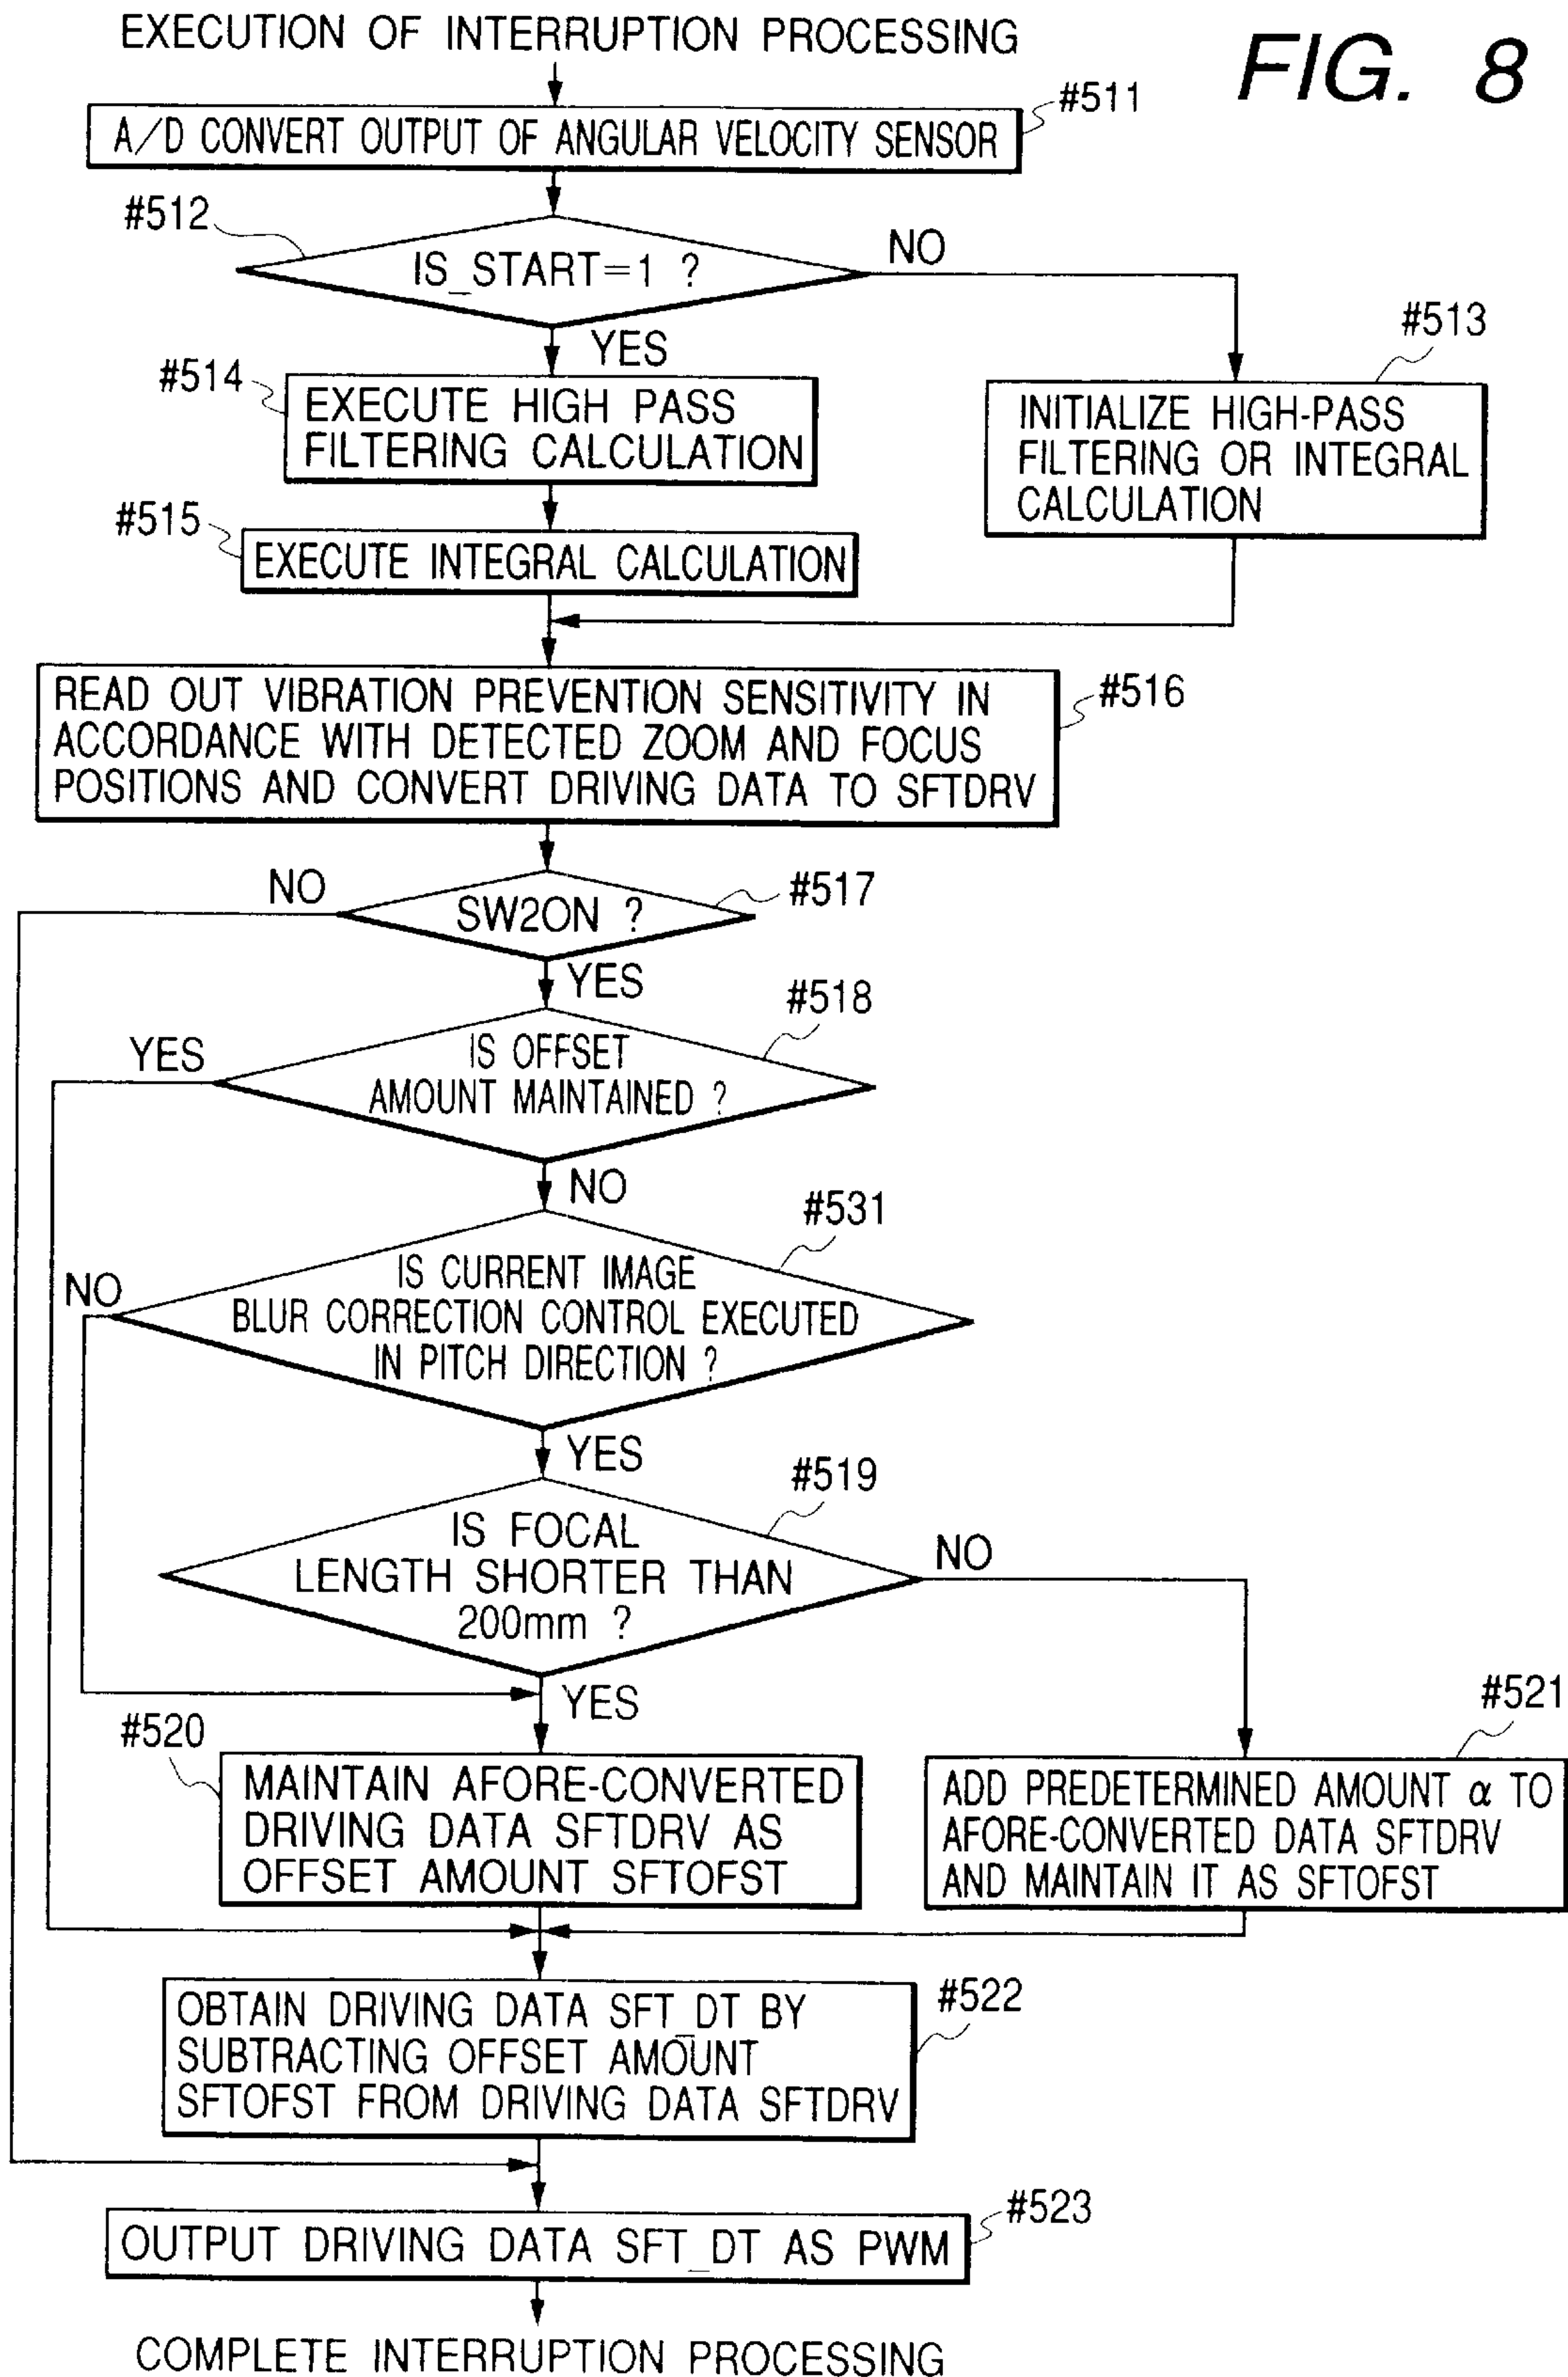 EXECUTION OF INTERRUPTION PROCESSING
FIG. 8
#511
A/D CONVERT OUTPUT OF ANGULAR VELOCITY SENSOR
#512
IS_START=1 ?
NO
YES
#513
#514
EXECUTE HIGH PASS
FILTERING CALCULATION
INITIALIZE HIGH-PASS
FILTERING OR INTEGRAL
CALCULATION
#515
EXECUTE INTEGRAL CALCULATION
#516
READ OUT VIBRATION PREVENTION SENSITIVITY IN
ACCORDANCE WITH DETECTED ZOOM AND FOCUS
POSITIONS AND CONVERT DRIVING DATA TO SFTDRV
NO
#517
SW2ON ?
YES
#518
YES
IS OFFSET
AMOUNT MAINTAINED ?
NO
#531
NO
IS CURRENT IMAGE
BLUR CORRECTION CONTROL EXECUTED
IN PITCH DIRECTION ?
YES
#519
IS FOCAL
LENGTH SHORTER THAN
200mm ?
NO
YES
#520
MAINTAIN AFORE-CONVERTED
DRIVING DATA SFTDRV AS
OFFSET AMOUNT SFTOFST
#521
ADD PREDETERMINED AMOUNT α TO
AFORE-CONVERTED DATA SFTDRV
AND MAINTAIN IT AS SFTOFST
#522
OBTAIN DRIVING DATA SFT_DT BY
SUBTRACTING OFFSET AMOUNT
SFTOFST FROM DRIVING DATA SFTDRV
#523
OUTPUT DRIVING DATA SFT_DT AS PWM
COMPLETE INTERRUPTION PROCESSING